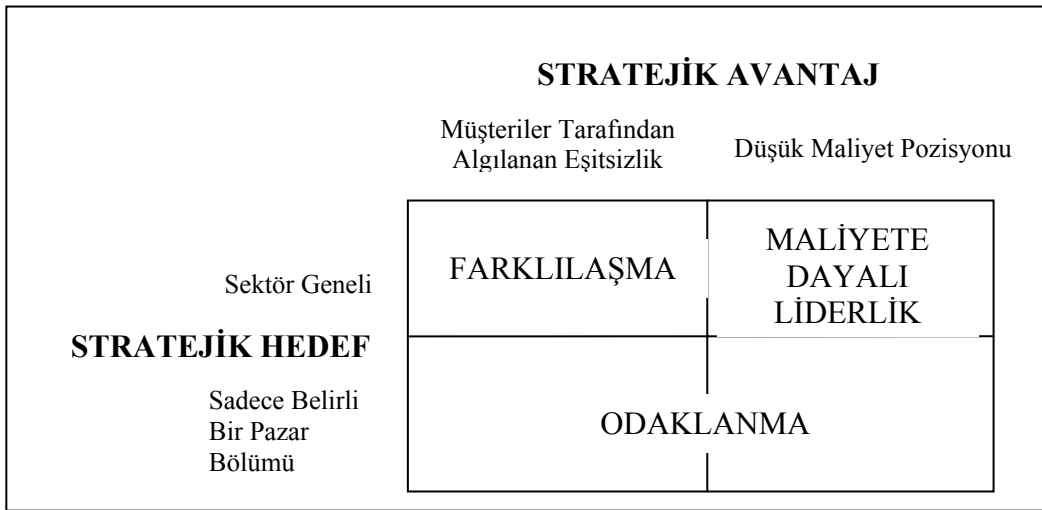 STRATEJİK AVANTAJ
Müşteriler Tarafından
Algılanan Eşitsizlik
Düşük Maliyet Pozisyonu
Sektör Geneli
FARKLILAŞMA
MALİYETE
DAYALI
LİDERLİK
STRATEJİK HEDEF
Sadece Belirli
Bir Pazar
Bölümü
ODAKLANMA